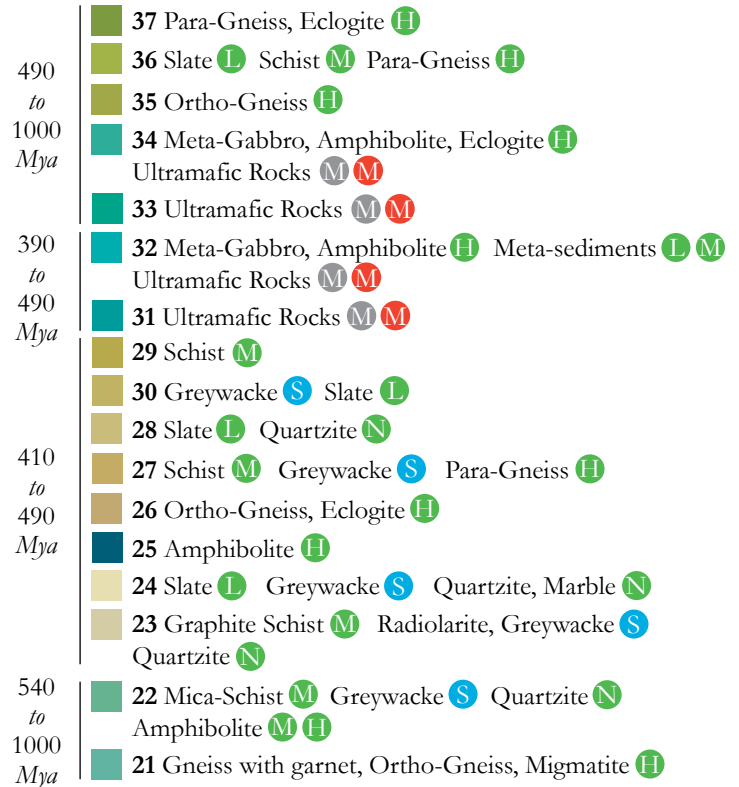 37 Para-Gneiss, Eclogite H
36 Slate L Schist M Para-Gneiss H
35 Ortho-Gneiss H
34 Meta-Gabbro, Amphibolite, Eclogite H
Ultramafic Rocks M M
33 Ultramafic Rocks M M
490
to
1000
Mya
32 Meta-Gabbro, Amphibolite H Meta-sediments L M
Ultramafic Rocks M M
31 Ultramafic Rocks M M
390
to
490
Mya
29 Schist M
30 Greywacke S Slate L
28 Slate L Quartzite N
27 Schist M Greywacke S Para-Gneiss H
26 Ortho-Gneiss, Eclogite H
25 Amphibolite H
24 Slate L Greywacke S Quartzite, Marble N
23 Graphite Schist M Radiolarite, Greywacke S
Quartzite N
410
to
490
Mya
22 Mica-Schist M Greywacke S Quartzite N
Amphibolite M H
21 Gneiss with garnet, Ortho-Gneiss, Migmatite H
540
to
1000
Mya